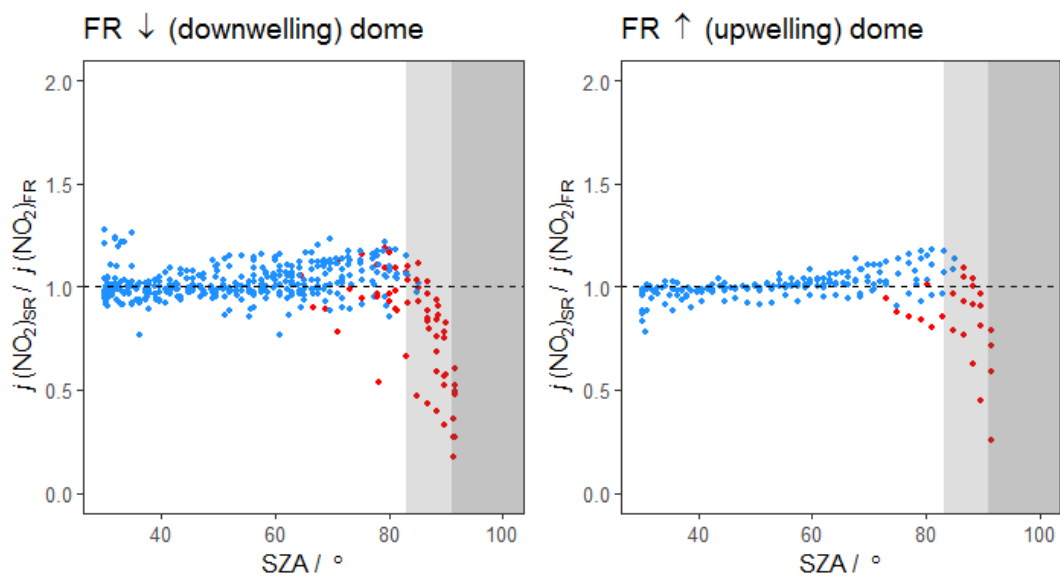 FR ↓ (downwelling) dome
j (NO₂)SR / j (NO₂)FR
2.0
1.5
1.0
0.5
0.0
40 60 80 100
SZA / °
FR ↑ (upwelling) dome
j (NO₂)SR / j (NO₂)FR
2.0
1.5
1.0
0.5
0.0
40 60 80 100
SZA / °